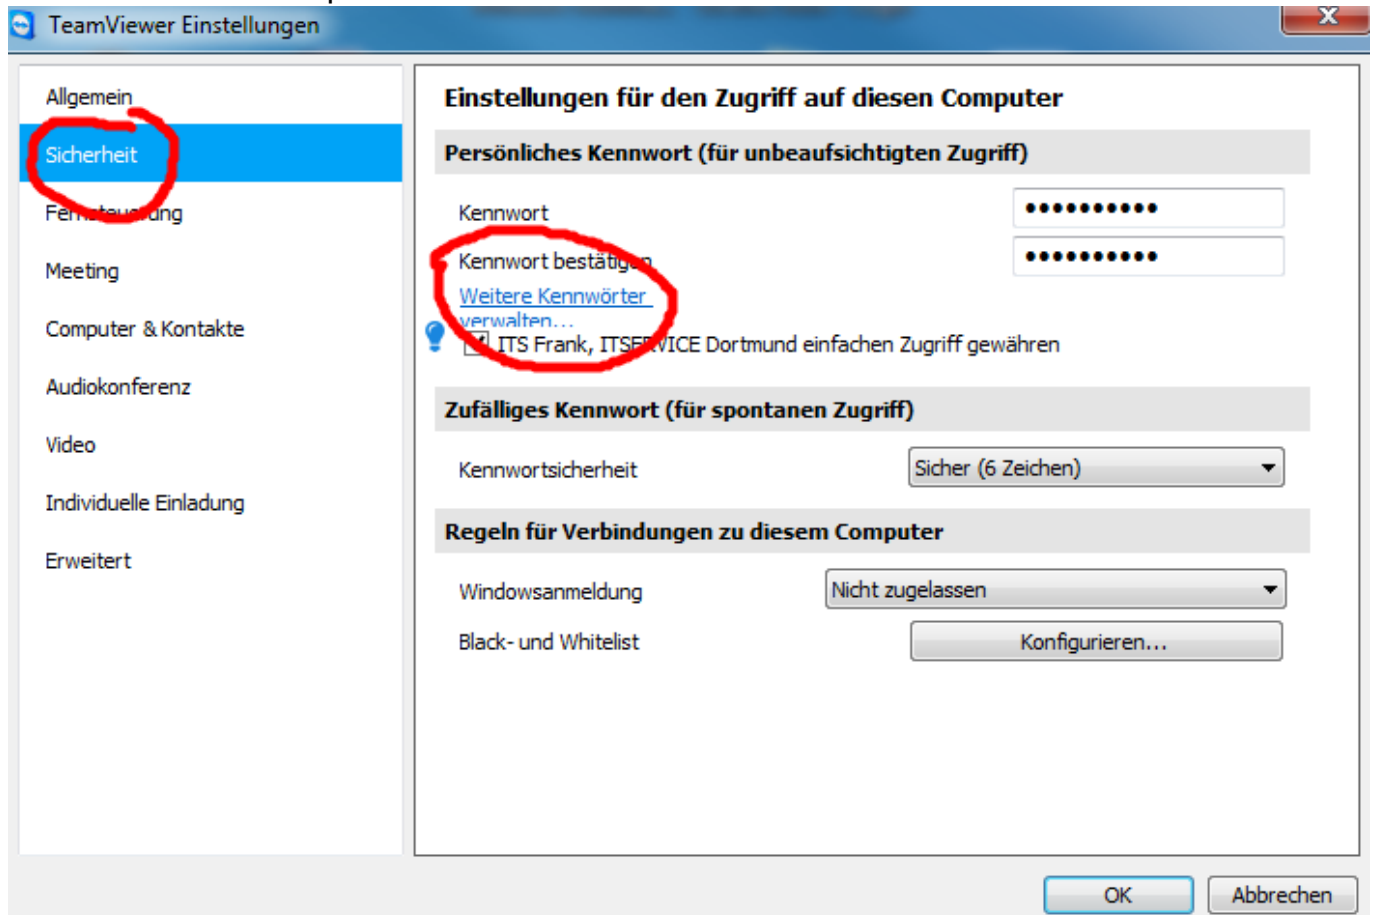 TeamViewer Einstellungen
x
Allgemein
Sicherheit
Fernsteuerung
Meeting
Computer & Kontakte
Audiokonferenz
Video
Individuelle Einladung
Erweitert
Einstellungen für den Zugriff auf diesen Computer
Persönliches Kennwort (für unbeaufsichtigten Zugriff)
Kennwort ••••••••••
Kennwort bestätigen ••••••••••
Weitere Kennwörter
verwalten...
ITS Frank, ITSERVICE Dortmund einfachen Zugriff gewähren
Zufälliges Kennwort (für spontanen Zugriff)
Kennwortsicherheit Sicher (6 Zeichen)
Regeln für Verbindungen zu diesem Computer
Windowsanmeldung Nicht zugelassen
Black- und Whitelist Konfigurieren...
OK Abbrechen